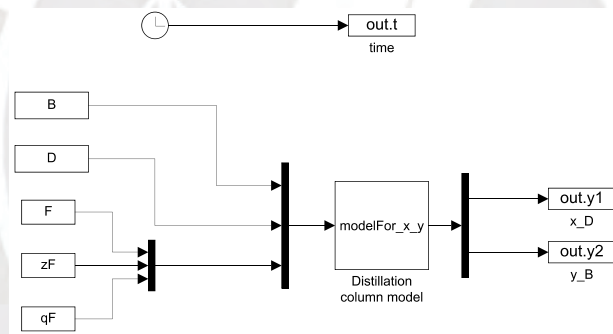 out.t
time
B
D
F
zF
qF
modelFor_x_y
Distillation
column model
out.y1
x_D
out.y2
y_B